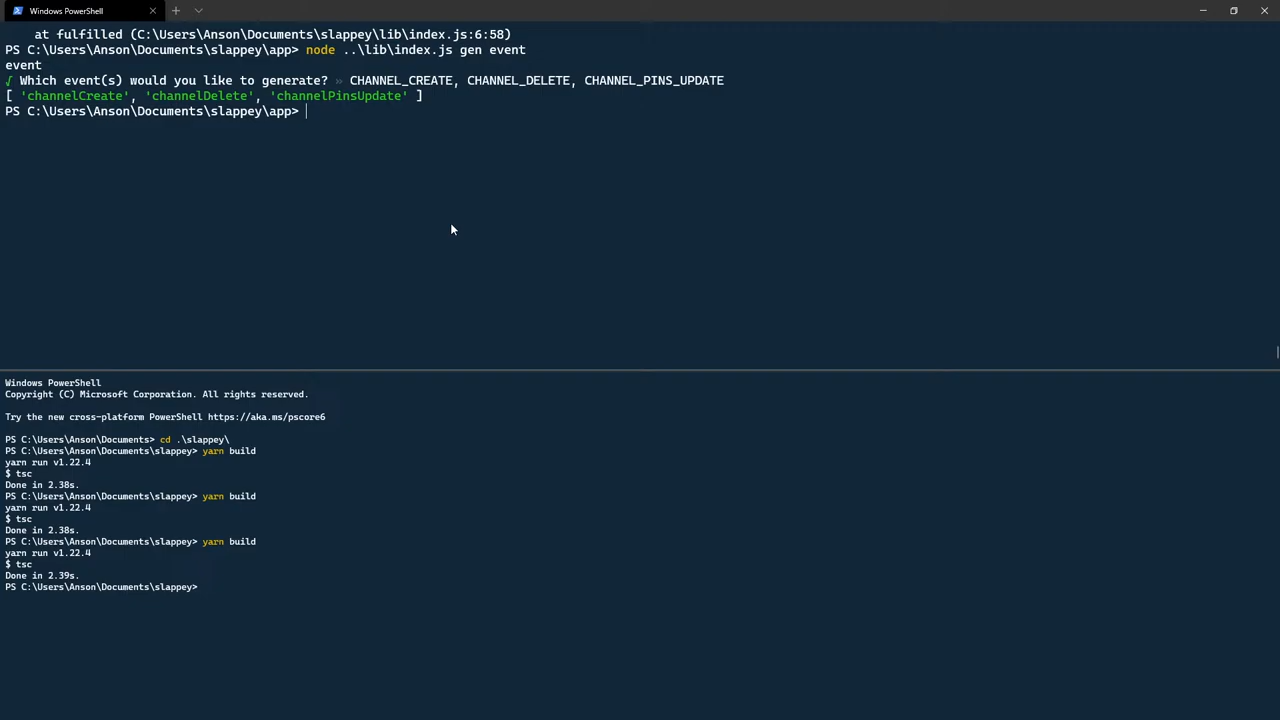 Windows PowerShell
at fulfilled (C:\Users\Anson\Documents\slappey\lib\index.js:6:58)
PS C:\Users\Anson\Documents\slappey\app> node ..\lib\index.js gen event
event
√ Which event(s) would you like to generate? » CHANNEL_CREATE, CHANNEL_DELETE, CHANNEL_PINS_UPDATE
[ 'channelCreate', 'channelDelete', 'channelPinsUpdate' ]
PS C:\Users\Anson\Documents\slappey\app>
Windows PowerShell
Copyright (C) Microsoft Corporation. All rights reserved.
Try the new cross-platform PowerShell https://aka.ms/pscore6
PS C:\Users\Anson\Documents> cd .\slappey\
PS C:\Users\Anson\Documents\slappey> yarn build
yarn run v1.22.4
$ tsc
Done in 2.38s.
PS C:\Users\Anson\Documents\slappey> yarn build
yarn run v1.22.4
$ tsc
Done in 2.38s.
PS C:\Users\Anson\Documents\slappey> yarn build
yarn run v1.22.4
$ tsc
Done in 2.39s.
PS C:\Users\Anson\Documents\slappey>